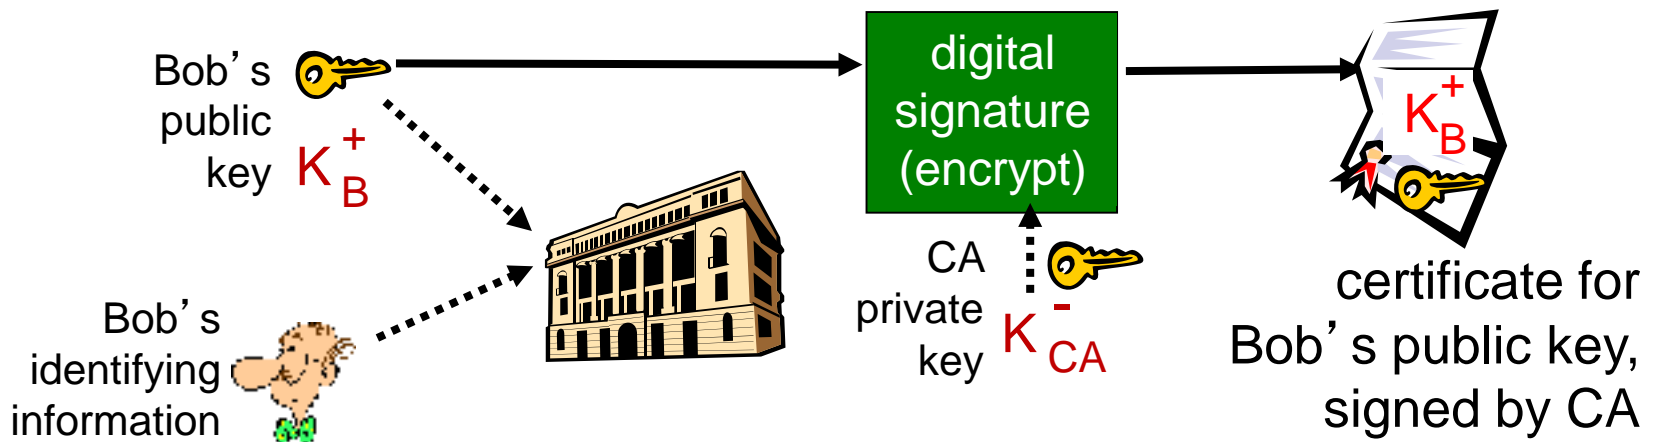 Bob’s
public
key
K
+
B
digital
signature
(encrypt)
K
+
B
Bob’s
identifying
information
CA
private
key
K
-
CA
certificate for
Bob’s public key,
signed by CA